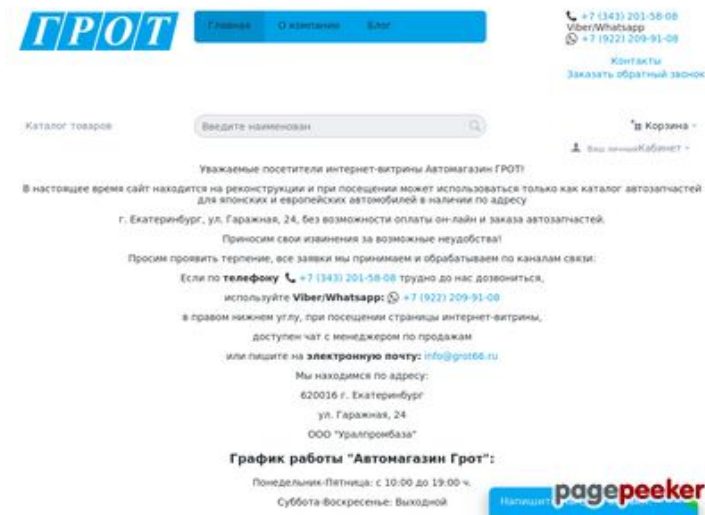 ГРОТ
Главная О компании Блог
+7 (343) 201-58-08
Viber/Whatsapp
+7 (922) 209-91-08
Контакты
Заказать обратный звонок
Каталог товаров
Введите наименован
Корзина
Ваш личный Кабинет
Уважаемые посетители интернет-витрины Автомагазин ГРОТ!
В настоящее время сайт находится на реконструкции и при посещении может использоваться только как каталог автозапчастей
для японских и европейских автомобилей в наличии по адресу
г. Екатеринбург, ул. Гаражная, 24, без возможности оплаты он-лайн и заказа автозапчастей.
Приносим свои извинения за возможные неудобства!
Просим проявить терпение, все заявки мы принимаем и обрабатываем по каналам связи:
Если по телефону +7 (343) 201-58-08 трудно до нас дозвониться,
используйте Viber/Whatsapp: +7 (922) 209-91-08
в правом нижнем углу, при посещении страницы интернет-витрины,
доступен чат с менеджером по продажам
или пишите на электронную почту: info@grot66.ru
Мы находимся по адресу:
620016 г. Екатеринбург
ул. Гаражная, 24
ООО "Уралпромбаза"
График работы "Автомагазин Грот":
Понедельник-Пятница: с 10:00 до 19:00 ч.
Суббота-Воскресенье: Выходной
pagepeeker